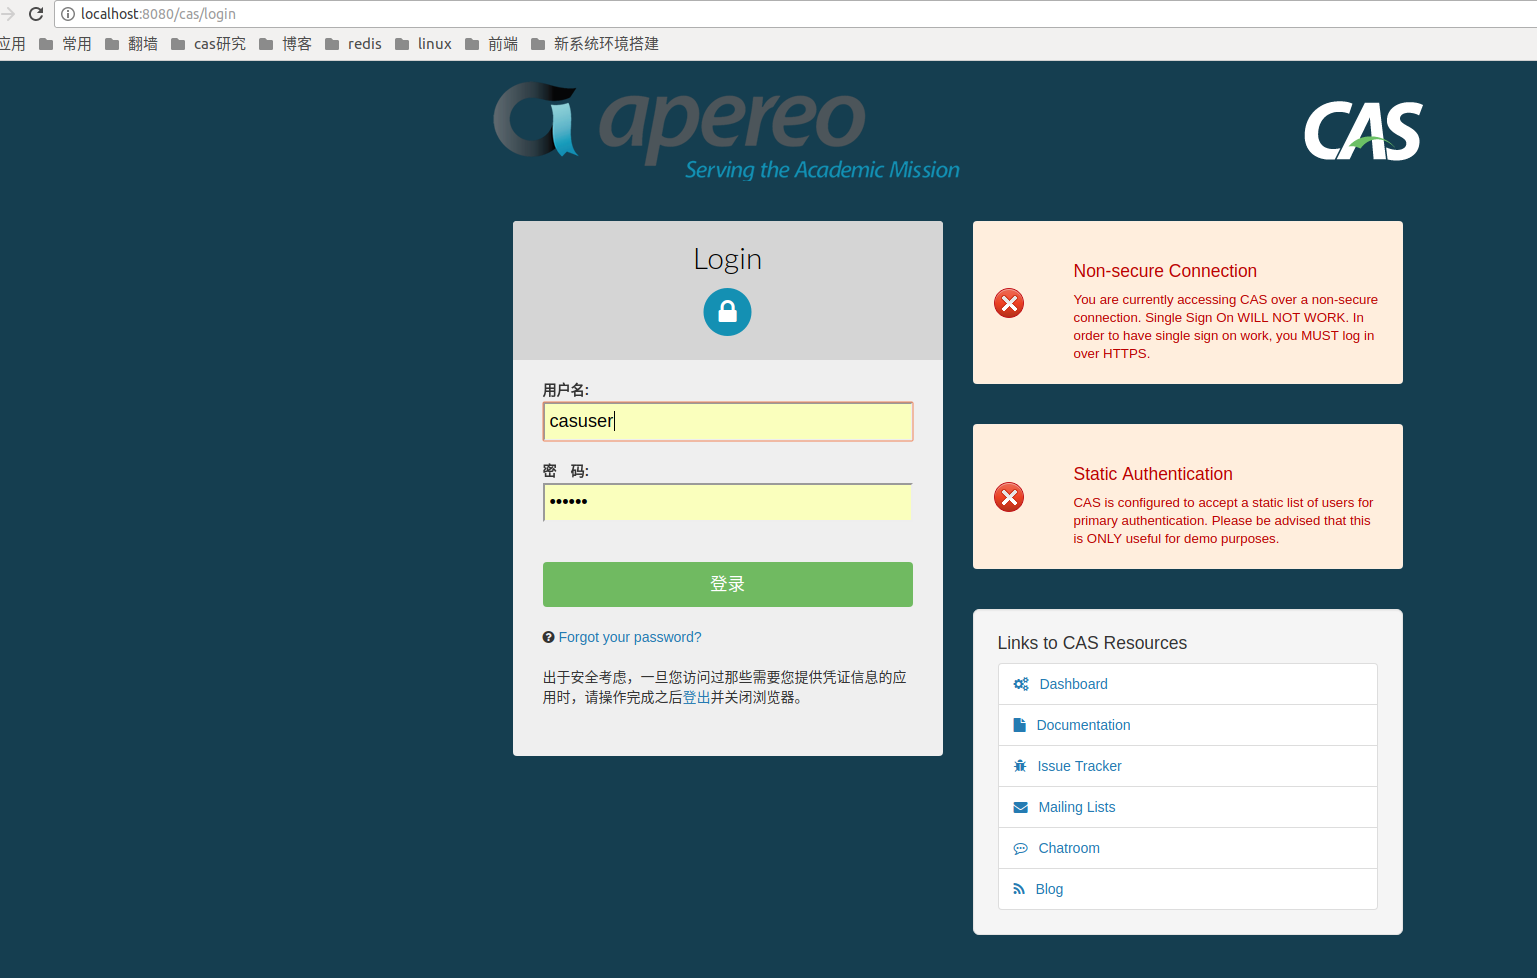 localhost:8080/cas/login
应用 常用 翻墙 cas研究 博客 redis linux 前端 新系统环境搭建
apereo
Serving the Academic Mission
CAS
Login
用户名:
casuser
密 码:
••••••
登录
Forgot your password?
出于安全考虑，一旦您访问过那些需要您提供凭证信息的应
用时，请操作完成之后登出并关闭浏览器。
Non-secure Connection
You are currently accessing CAS over a non-secure
connection. Single Sign On WILL NOT WORK. In
order to have single sign on work, you MUST log in
over HTTPS.
Static Authentication
CAS is configured to accept a static list of users for
primary authentication. Please be advised that this
is ONLY useful for demo purposes.
Links to CAS Resources
Dashboard
Documentation
Issue Tracker
Mailing Lists
Chatroom
Blog